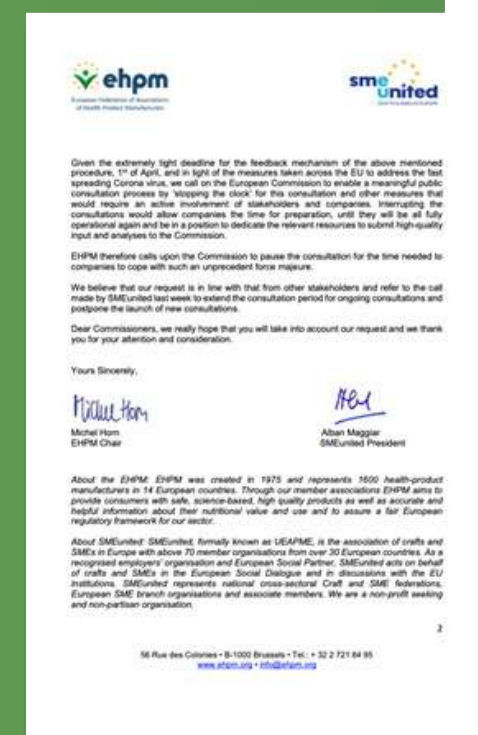 ehpm
European Federation of Associations
of Health Product Manufacturers
sme
united
Given the extremely tight deadline for the feedback mechanism of the above mentioned
procedure, 1st of April, and in light of the measures taken across the EU to address the fast
spreading Corona virus, we call on the European Commission to enable a meaningful public
consultation process by 'stopping the clock' for this consultation and other measures that
would require an active involvement of stakeholders and companies. Interrupting the
consultations would allow companies the time for preparation, until they will be all fully
operational again and be in a position to dedicate the relevant resources to submit high-quality
input and analyses to the Commission.
EHPM therefore calls upon the Commission to pause the consultation for the time needed to
companies to cope with such an unprecedent force majeure.
We believe that our request is in line with that from other stakeholders and refer to the call
made by SMEunited last week to extend the consultation period for ongoing consultations and
postpone the launch of new consultations.
Dear Commissioners, we really hope that you will take into account our request and we thank
you for your attention and consideration.
Yours Sincerely,
Michel Horn
Michel Horn
EHPM Chair
Alban Maggiar
SMEunited President
About the EHPM: EHPM was created in 1975 and represents 1600 health-product
manufacturers in 14 European countries. Through our member associations EHPM aims to
provide consumers with safe, science-based, high quality products as well as accurate and
helpful information about their nutritional value and use and to assure a fair European
regulatory framework for our sector.
About SMEunited: SMEunited, formally known as UEAPME, is the association of crafts and
SMEs in Europe with above 70 member organisations from over 30 European countries. As a
recognised employers' organisation and European Social Partner, SMEunited acts on behalf
of crafts and SMEs in the European Social Dialogue and in discussions with the EU
institutions. SMEunited represents national cross-sectoral Craft and SME federations,
European SME branch organisations and associate members. We are a non-profit seeking
and non-partisan organisation.
2
56 Rue des Colonies • B-1000 Brussels • Tel.: + 32 2 721 64 95
www.ehpm.org • info@ehpm.org